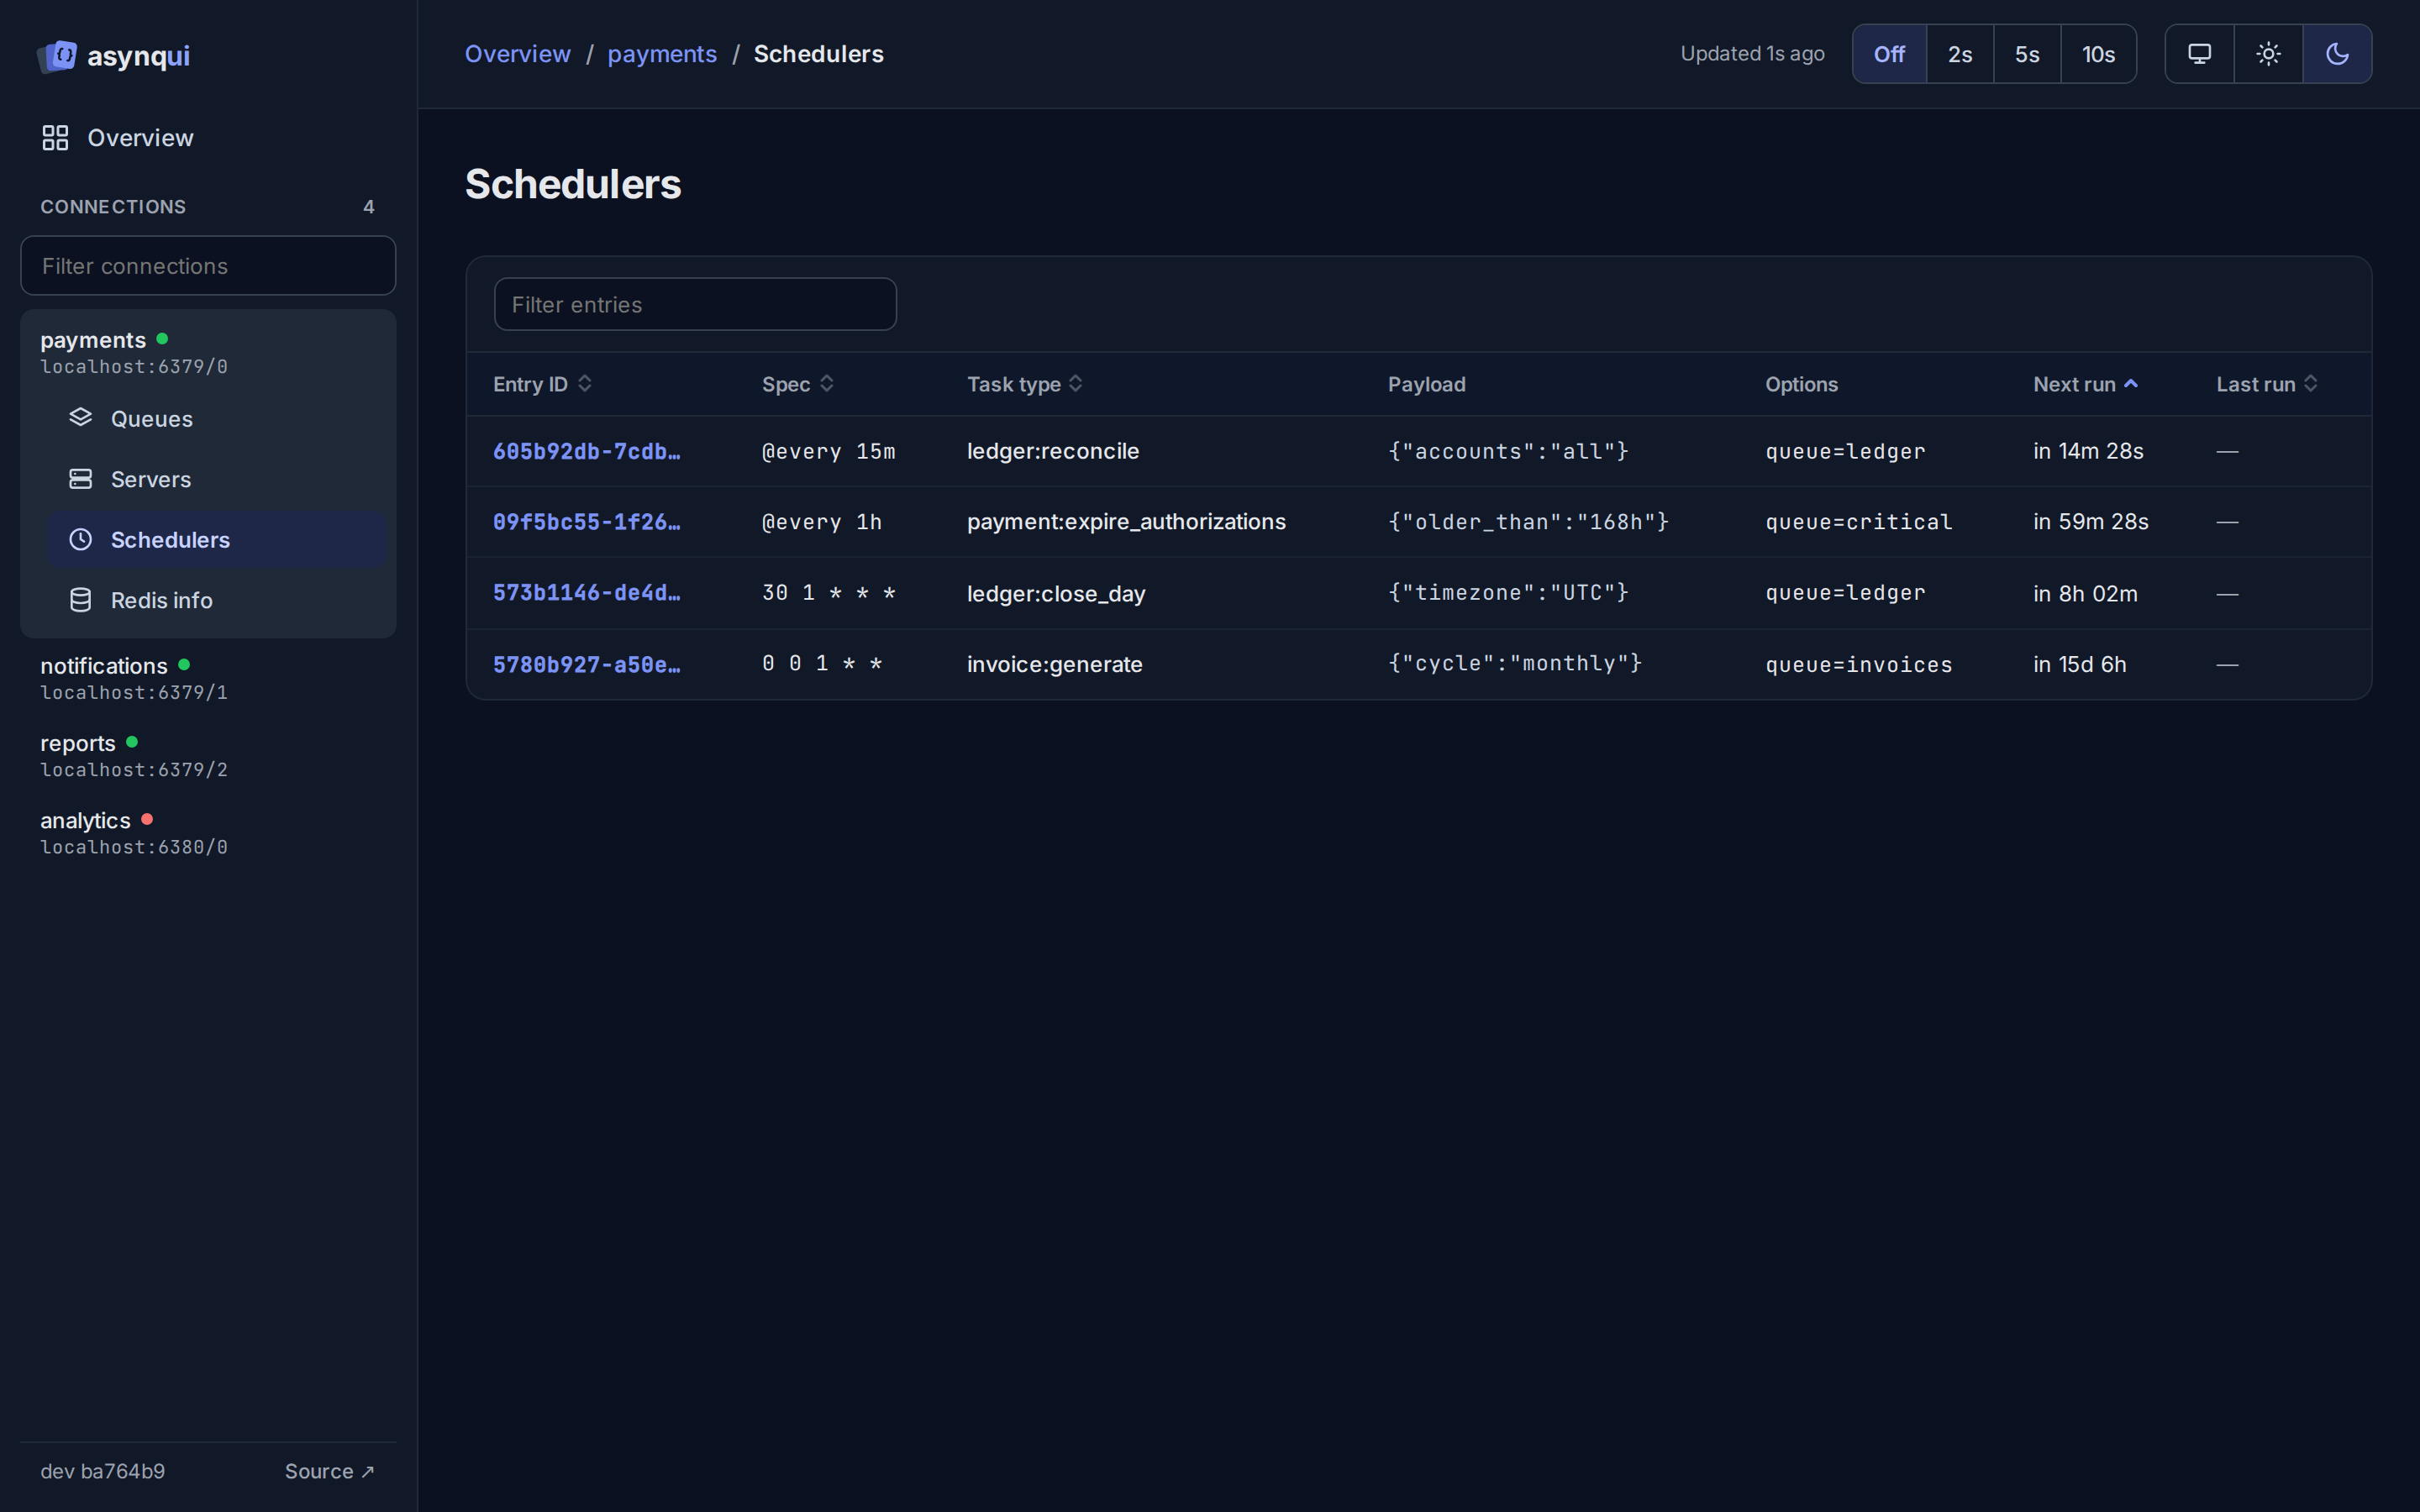 asynqui
Overview
CONNECTIONS 4
Filter connections
payments
localhost:6379/0
Queues
Servers
Schedulers
Redis info
notifications
localhost:6379/1
reports
localhost:6379/2
analytics
localhost:6380/0
dev ba764b9 Source ↗
Overview / payments / Schedulers
Updated 1s ago Off 2s 5s 10s
Schedulers
Filter entries
Entry ID Spec Task type Payload Options Next run Last run
605b92db-7cdb… @every 15m ledger:reconcile {"accounts":"all"} queue=ledger in 14m 28s —
09f5bc55-1f26… @every 1h payment:expire_authorizations {"older_than":"168h"} queue=critical in 59m 28s —
573b1146-de4d… 30 1 * * * ledger:close_day {"timezone":"UTC"} queue=ledger in 8h 02m —
5780b927-a50e… 0 0 1 * * invoice:generate {"cycle":"monthly"} queue=invoices in 15d 6h —